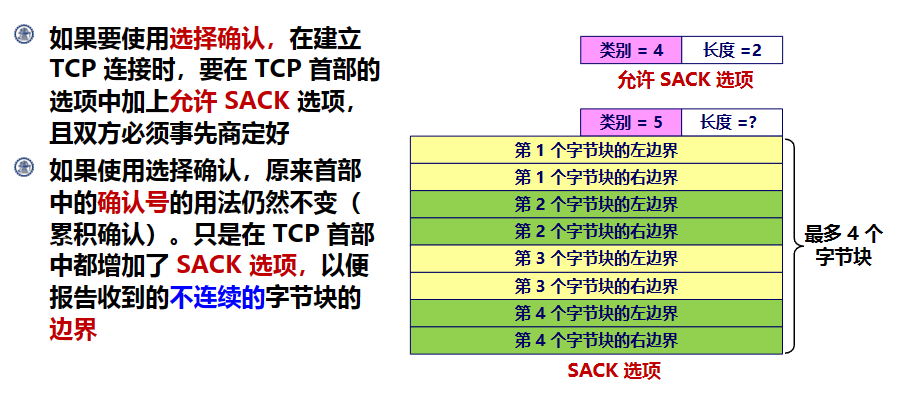 如果要使用选择确认，在建立
TCP 连接时，要在 TCP 首部的
选项中加上允许 SACK 选项，
且双方必须事先商定好
如果使用选择确认，原来首部
中的确认号的用法仍然不变（
累积确认）。只是在 TCP 首部
中都增加了 SACK 选项，以便
报告收到的不连续的字节块的
边界
类别 = 4 长度 =2
允许 SACK 选项
类别 = 5 长度 =?
第 1 个字节块的左边界
第 1 个字节块的右边界
第 2 个字节块的左边界
第 2 个字节块的右边界
第 3 个字节块的左边界
第 3 个字节块的右边界
第 4 个字节块的左边界
第 4 个字节块的右边界
最多 4 个
字节块
SACK 选项